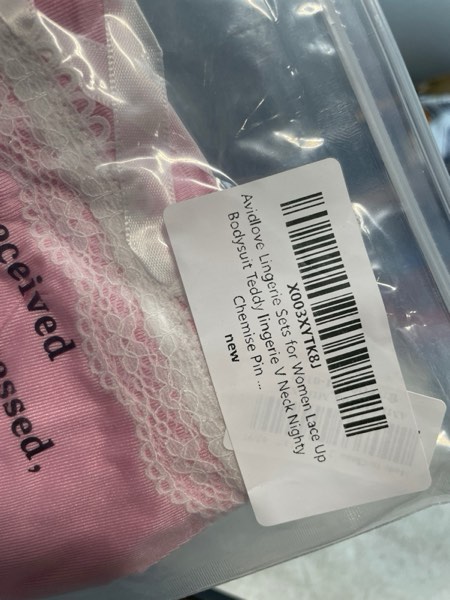 X003XYTK8J
Avidlove Lingerie Sets for Women Lace Up
Bodysuit Teddy lingerie V Neck Nighty
Chemise Pin ...
new
eceived
essed,